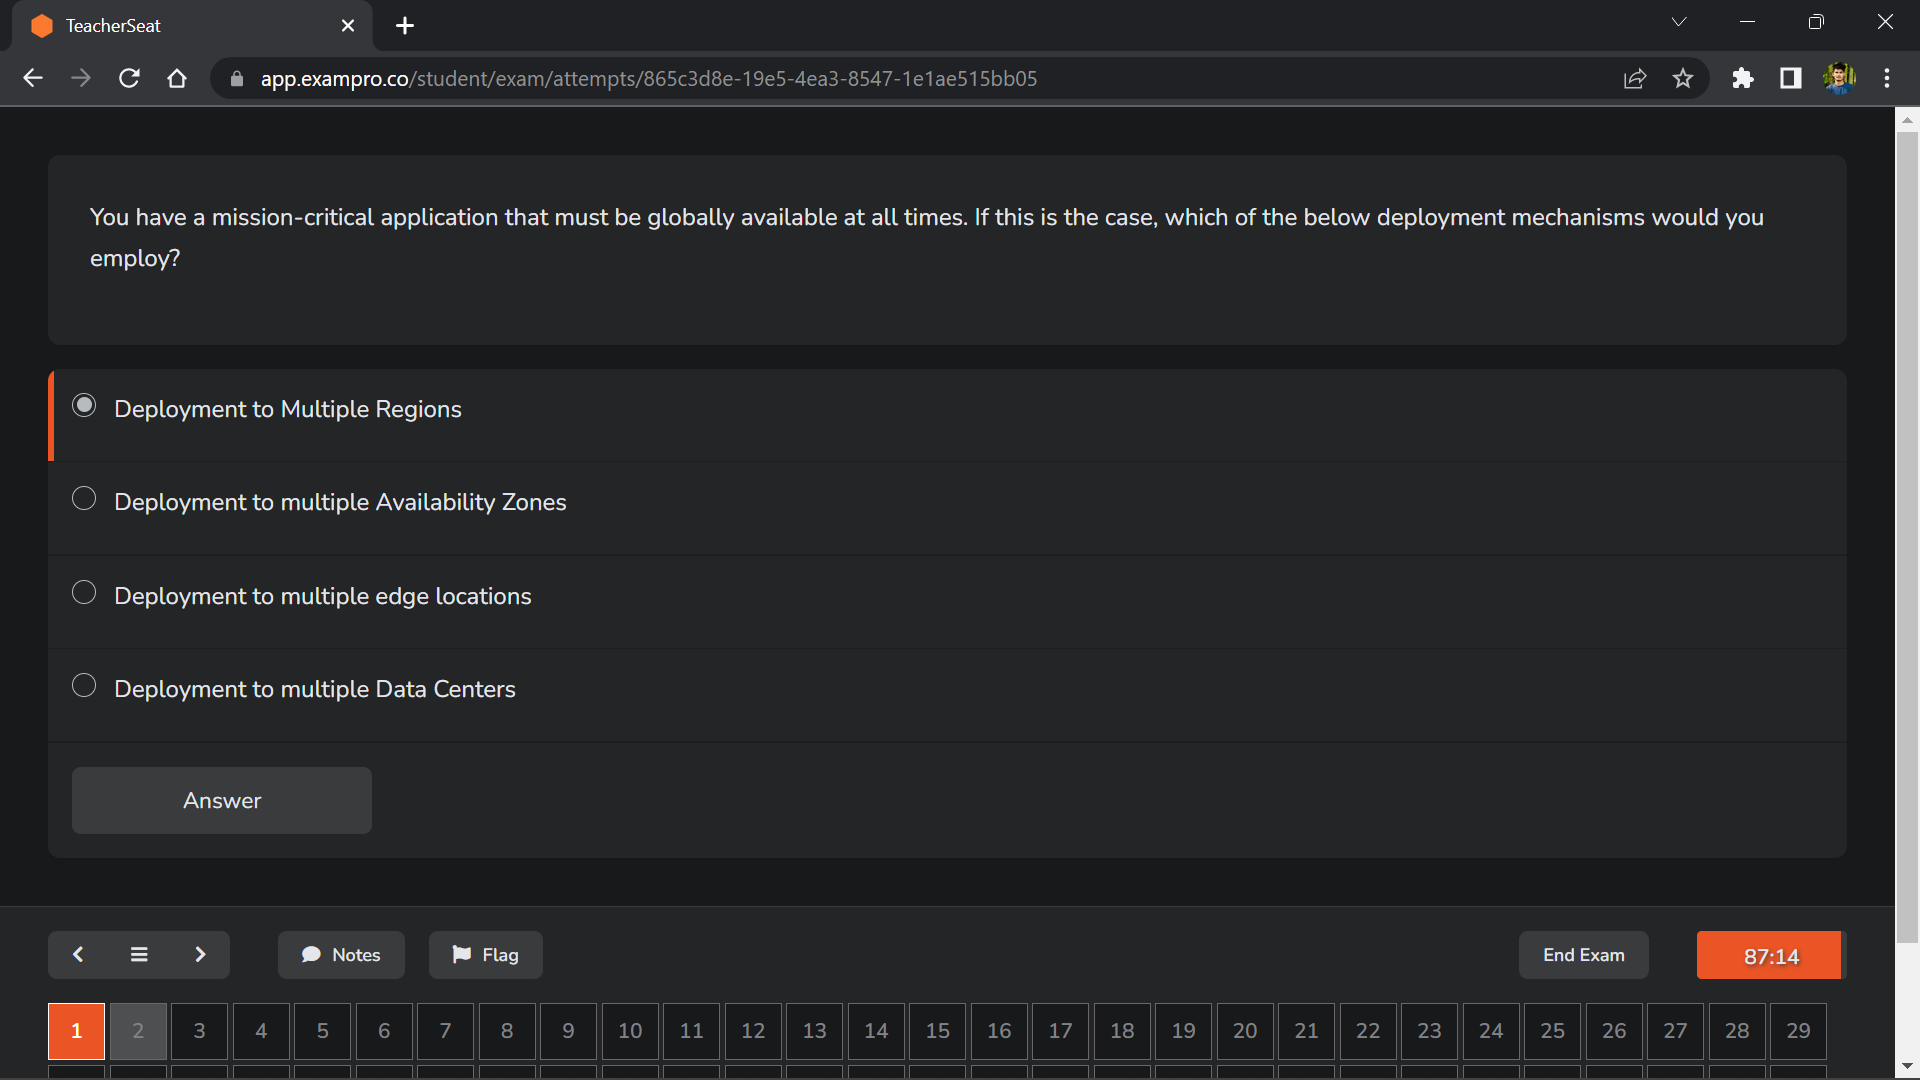 TeacherSeat
app.exampro.co/student/exam/attempts/865c3d8e-19e5-4ea3-8547-1e1ae515bb05
You have a mission-critical application that must be globally available at all times. If this is the case, which of the below deployment mechanisms would you
employ?
Deployment to Multiple Regions
Deployment to multiple Availability Zones
Deployment to multiple edge locations
Deployment to multiple Data Centers
Answer
Notes Flag End Exam 87:14
1 2 3 4 5 6 7 8 9 10 11 12 13 14 15 16 17 18 19 20 21 22 23 24 25 26 27 28 29